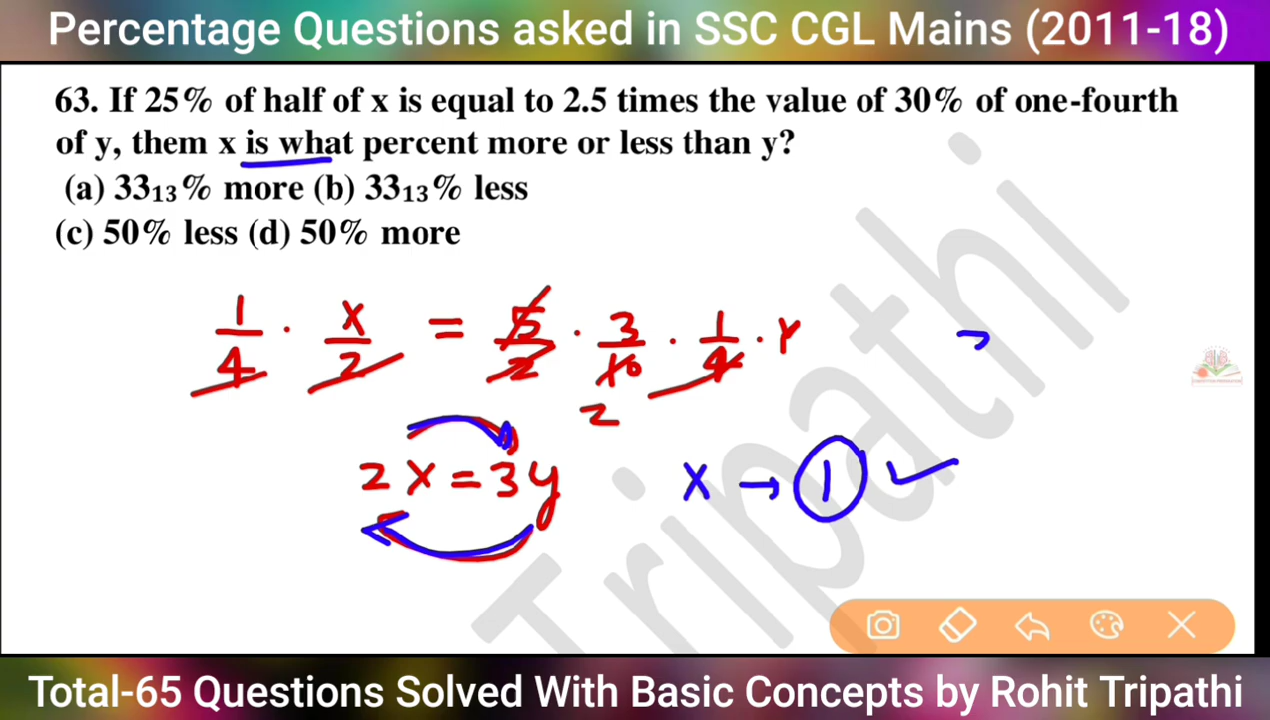 Percentage Questions asked in SSC CGL Mains (2011-18)
63. If 25% of half of x is equal to 2.5 times the value of 30% of one-fourth
of y, them x is what percent more or less than y?
(a) 33₁₃% more (b) 33₁₃% less
(c) 50% less (d) 50% more
1/4 · x/2 = 5/2 · 3/10 · 1/4 · Y
2
2x = 3y x → 1 ✓
Tripathi
Total-65 Questions Solved With Basic Concepts by Rohit Tripathi